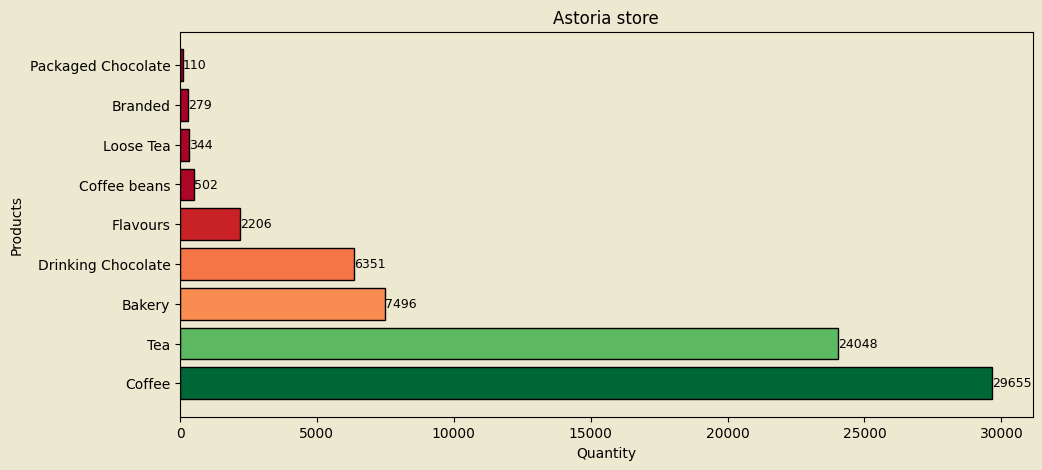 Astoria store
Products
Packaged Chocolate 110
Branded 279
Loose Tea 344
Coffee beans 502
Flavours 2206
Drinking Chocolate 6351
Bakery 7496
Tea 24048
Coffee 29655
0 5000 10000 15000 20000 25000 30000
Quantity